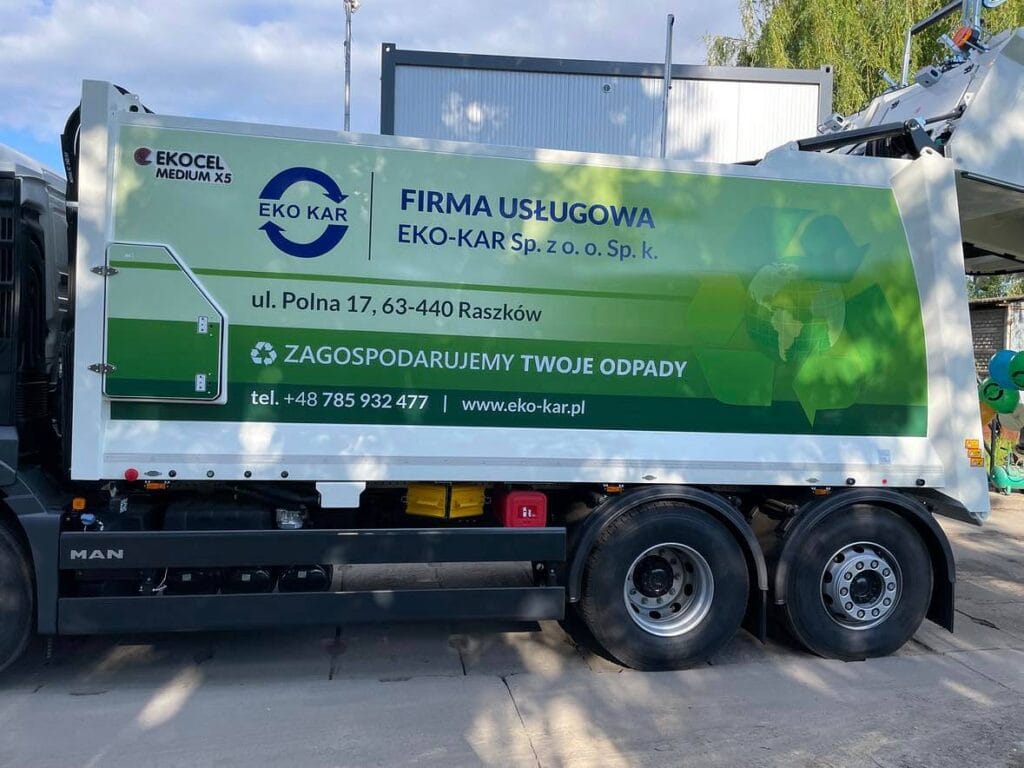 EKOCEL
MEDIUM X5
EKO KAR
FIRMA USŁUGOWA
EKO-KAR Sp. z o. o. Sp. k.
ul. Polna 17, 63-440 Raszków
ZAGOSPODARUJEMY TWOJE ODPADY
tel. +48 785 932 477 | www.eko-kar.pl
MAN